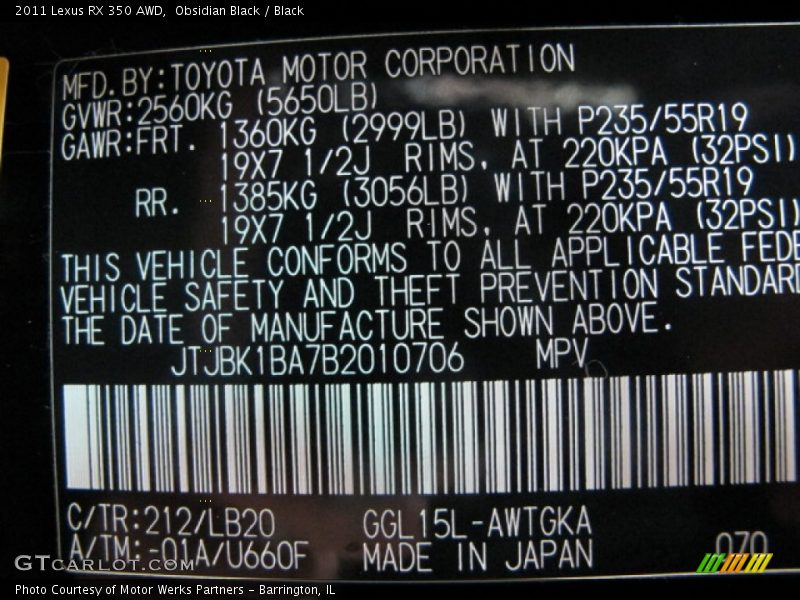 2011 Lexus RX 350 AWD,  Obsidian Black / Black
MFD.BY:TOYOTA MOTOR CORPORATION
GVWR:2560KG (5650LB)
GAWR:FRT. 1360KG (2999LB) WITH P235/55R19
19X7 1/2J RIMS, AT 220KPA (32PSI)
RR. 1385KG (3056LB) WITH P235/55R19
19X7 1/2J RIMS, AT 220KPA (32PSI)
THIS VEHICLE CONFORMS TO ALL APPLICABLE FEDE
VEHICLE SAFETY AND THEFT PREVENTION STANDAR
THE DATE OF MANUFACTURE SHOWN ABOVE.
JTJBK1BA7B2010706 MPV
C/TR:212/LB20 GGL15L-AWTGKA
A/TM:-01A/U660F MADE IN JAPAN 070
GTCARLOT.COM
Photo Courtesy of Motor Werks Partners - Barrington, IL